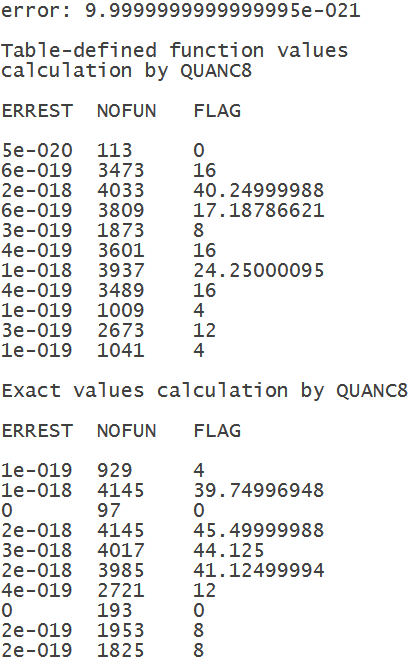 error: 9.9999999999999995e-021
Table-defined function values
calculation by QUANC8
ERREST NOFUN FLAG
5e-020 113 0
6e-019 3473 16
2e-018 4033 40.24999988
6e-019 3809 17.18786621
3e-019 1873 8
4e-019 3601 16
1e-018 3937 24.25000095
4e-019 3489 16
1e-019 1009 4
3e-019 2673 12
1e-019 1041 4
Exact values calculation by QUANC8
ERREST NOFUN FLAG
1e-019 929 4
1e-018 4145 39.74996948
0 97 0
2e-018 4145 45.49999988
3e-018 4017 44.125
2e-018 3985 41.12499994
4e-019 2721 12
0 193 0
2e-019 1953 8
2e-019 1825 8